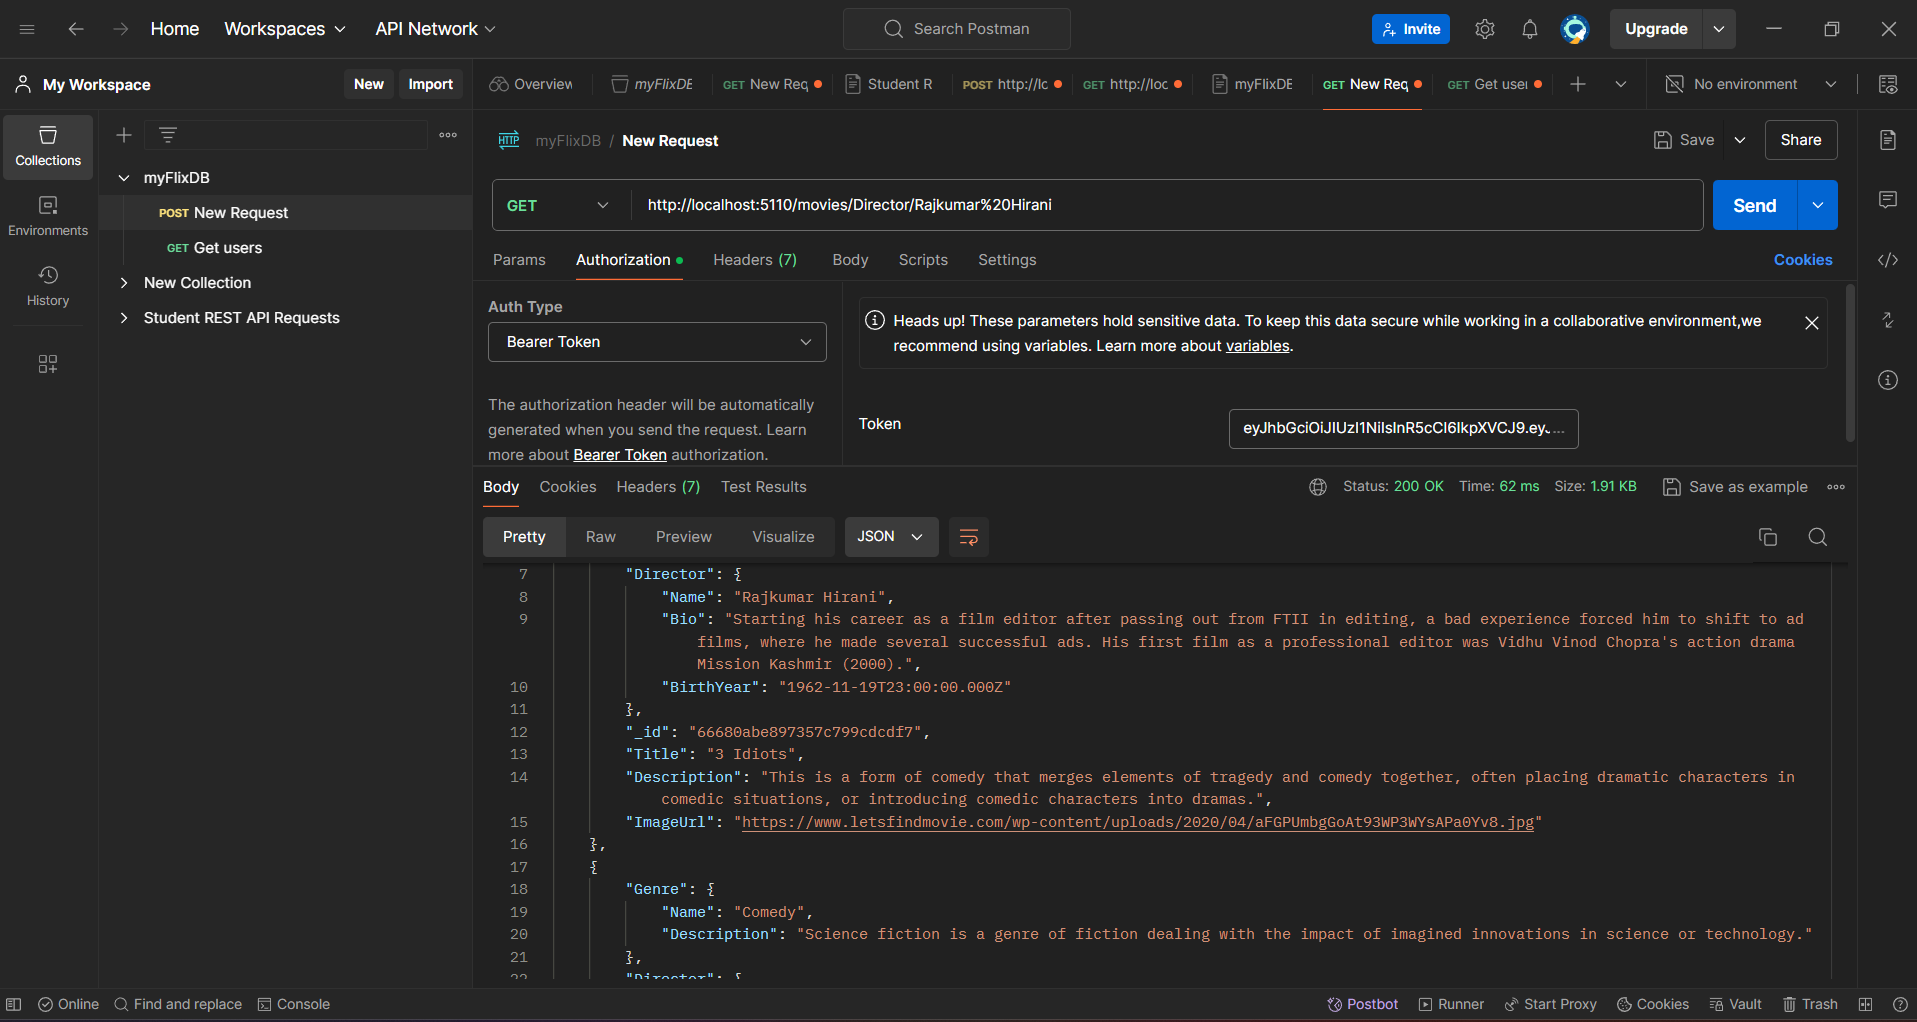 Home Workspaces API Network Search Postman Invite Upgrade
My Workspace New Import Overview myFlixDB GET New Req Student R POST http://lc GET http://loc myFlixDB GET New Req GET Get user No environment
Collections
Environments
History
myFlixDB
POST New Request
GET Get users
New Collection
Student REST API Requests
HTTP myFlixDB / New Request Save Share
GET http://localhost:5110/movies/Director/Rajkumar%20Hirani Send
Params Authorization Headers (7) Body Scripts Settings Cookies
Auth Type
Bearer Token
The authorization header will be automatically
generated when you send the request. Learn
more about Bearer Token authorization.
Heads up! These parameters hold sensitive data. To keep this data secure while working in a collaborative environment,we
recommend using variables. Learn more about variables.
Token
Body Cookies Headers (7) Test Results Status: 200 OK Time: 62 ms Size: 1.91 KB Save as example
Pretty Raw Preview Visualize JSON
7 "Director": {
8 "Name": "Rajkumar Hirani",
9 "Bio": "Starting his career as a film editor after passing out from FTII in editing, a bad experience forced him to shift to ad
films, where he made several successful ads. His first film as a professional editor was Vidhu Vinod Chopra's action drama
Mission Kashmir (2000).",
10 "BirthYear": "1962-11-19T23:00:00.000Z"
11 },
12 "_id": "66680abe897357c799cdcdf7",
13 "Title": "3 Idiots",
14 "Description": "This is a form of comedy that merges elements of tragedy and comedy together, often placing dramatic characters in
comedic situations, or introducing comedic characters into dramas.",
15 "ImageUrl": "https://www.letsfindmovie.com/wp-content/uploads/2020/04/aFGPUmbgGoAt93WP3WYsAPa0Yv8.jpg"
16 },
17 {
18 "Genre": {
19 "Name": "Comedy",
20 "Description": "Science fiction is a genre of fiction dealing with the impact of imagined innovations in science or technology."
21 },
22 "Director": {
Online Find and replace Console Postbot Runner Start Proxy Cookies Vault Trash